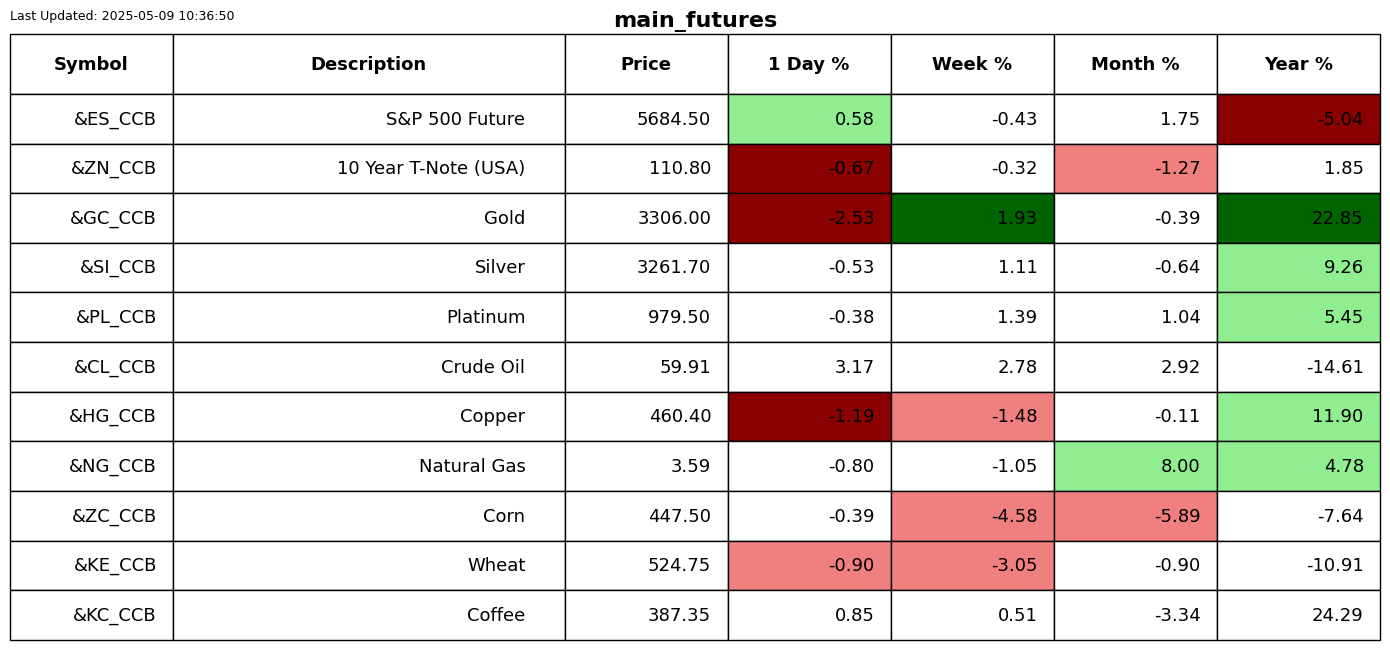 Last Updated: 2025-05-09 10:36:50
main_futures
Symbol Description Price 1 Day % Week % Month % Year %
&ES_CCB S&P 500 Future 5684.50 0.58 -0.43 1.75 -5.04
&ZN_CCB 10 Year T-Note (USA) 110.80 -0.67 -0.32 -1.27 1.85
&GC_CCB Gold 3306.00 -2.53 1.93 -0.39 22.85
&SI_CCB Silver 3261.70 -0.53 1.11 -0.64 9.26
&PL_CCB Platinum 979.50 -0.38 1.39 1.04 5.45
&CL_CCB Crude Oil 59.91 3.17 2.78 2.92 -14.61
&HG_CCB Copper 460.40 -1.19 -1.48 -0.11 11.90
&NG_CCB Natural Gas 3.59 -0.80 -1.05 8.00 4.78
&ZC_CCB Corn 447.50 -0.39 -4.58 -5.89 -7.64
&KE_CCB Wheat 524.75 -0.90 -3.05 -0.90 -10.91
&KC_CCB Coffee 387.35 0.85 0.51 -3.34 24.29